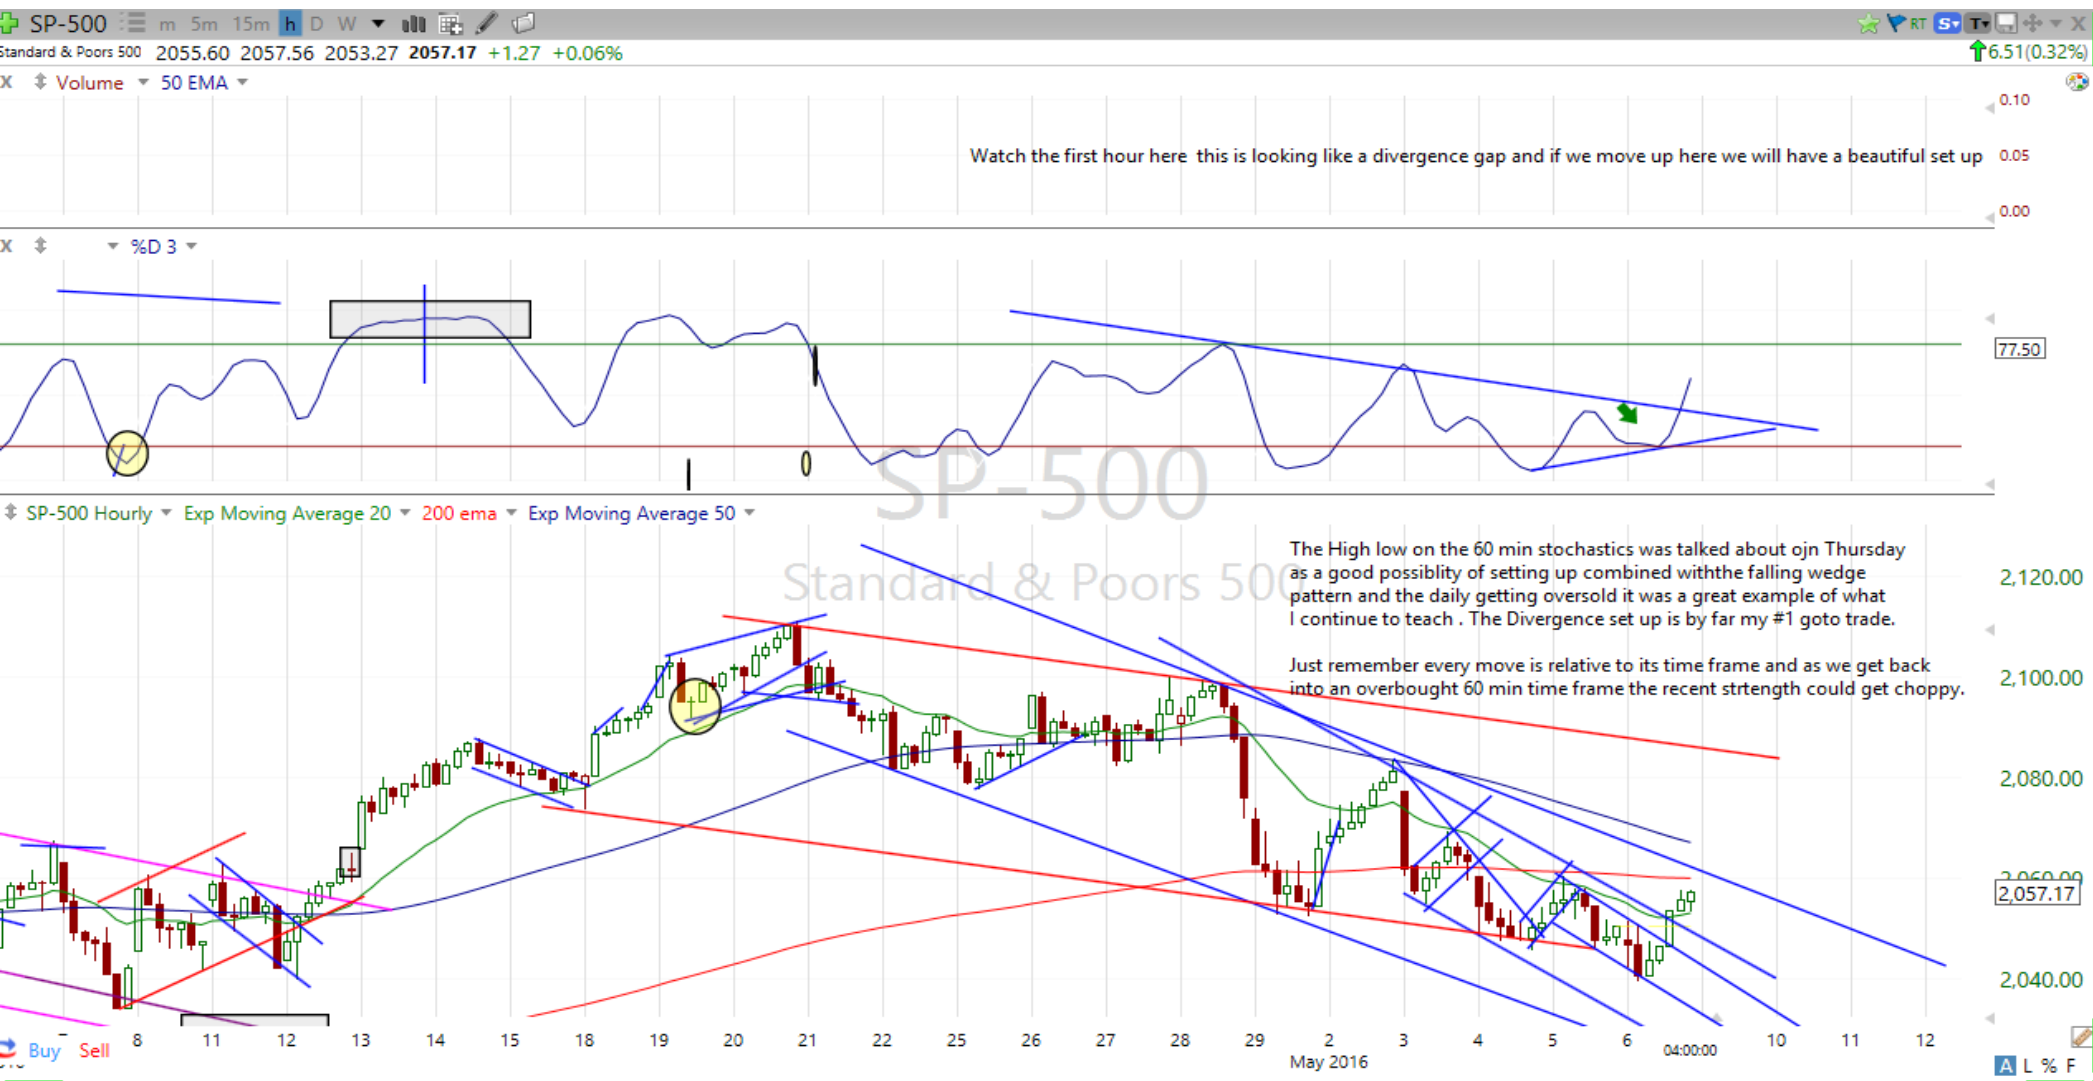 SP-500 m 5m 15m h D W RT S T X
Standard & Poors 500 2055.60 2057.56 2053.27 2057.17 +1.27 +0.06% 6.51(0.32%)
X Volume 50 EMA
0.10
Watch the first hour here this is looking like a divergence gap and if we move up here we will have a beautiful set up 0.05
0.00
X %D 3
77.50
SP-500
SP-500 Hourly Exp Moving Average 20 200 ema Exp Moving Average 50
Standard & Poors 500
The High low on the 60 min stochastics was talked about ojn Thursday
as a good possiblity of setting up combined withthe falling wedge
pattern and the daily getting oversold it was a great example of what
I continue to teach . The Divergence set up is by far my #1 goto trade.
Just remember every move is relative to its time frame and as we get back
into an overbought 60 min time frame the recent strtength could get choppy.
2,120.00
2,100.00
2,080.00
2,060.00
2,057.17
2,040.00
8 11 12 13 14 15 18 19 20 21 22 25 26 27 28 29 2 3 4 5 6 04:00:00 10 11 12
Buy Sell
May 2016
A L % F